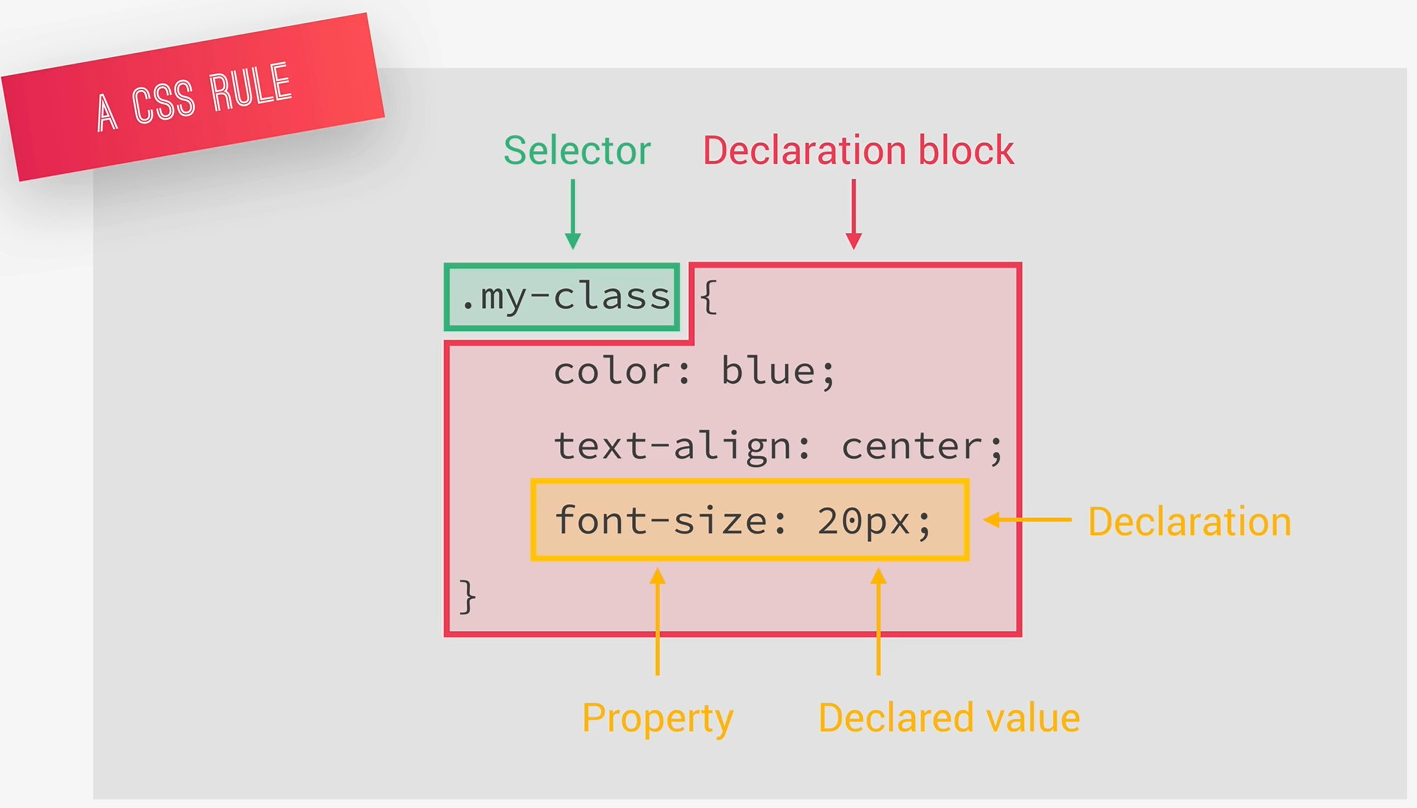 A CSS RULE
Selector
Declaration block
.my-class {
color: blue;
text-align: center;
font-size: 20px;
Declaration
}
Property
Declared value